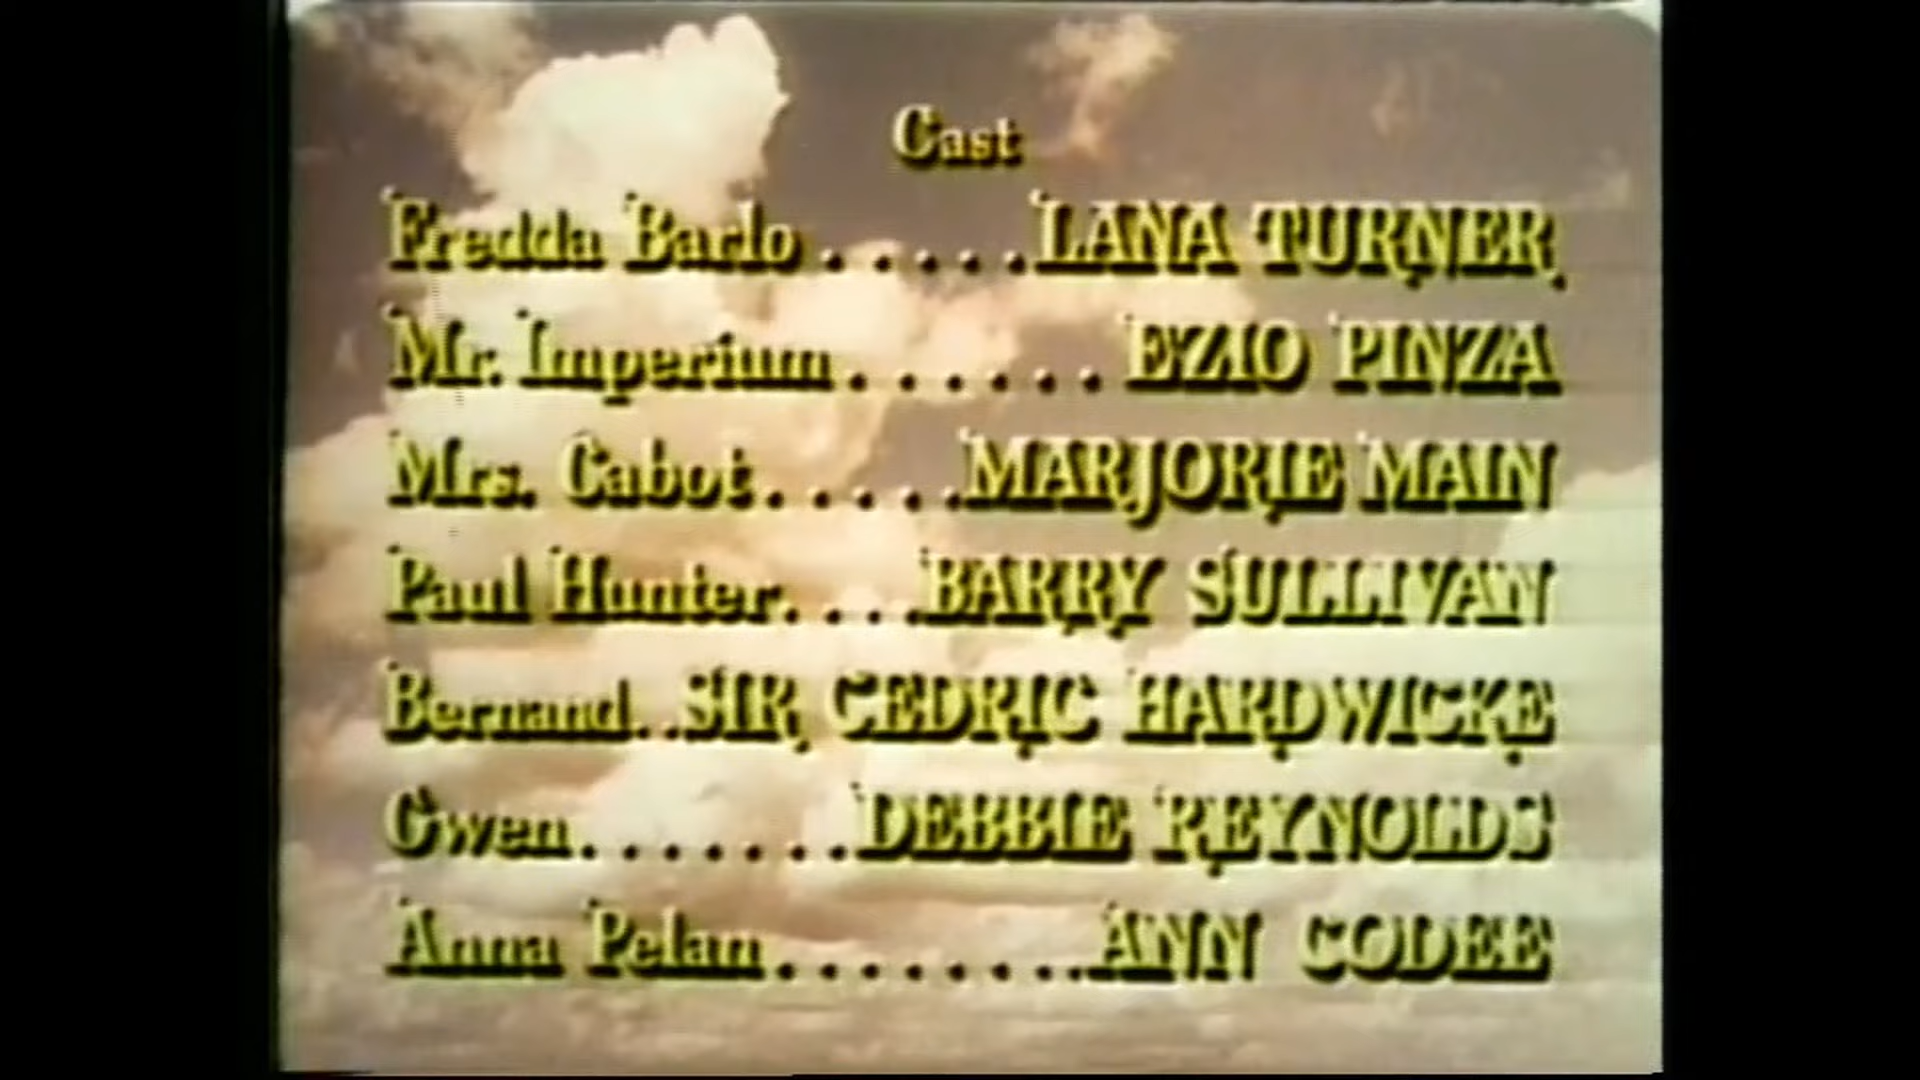 Cast
Fredda Barlo.....LANA TURNER
Mr. Imperium......EZIO PINZA
Mrs. Cabot.....MARJORIE MAIN
Paul Hunter....BARRY SULLIVAN
Bernand..SIR CEDRIC HARDWICKE
Gwen.......DEBBIE REYNOLDS
Anna Pelan........ANN CODEE